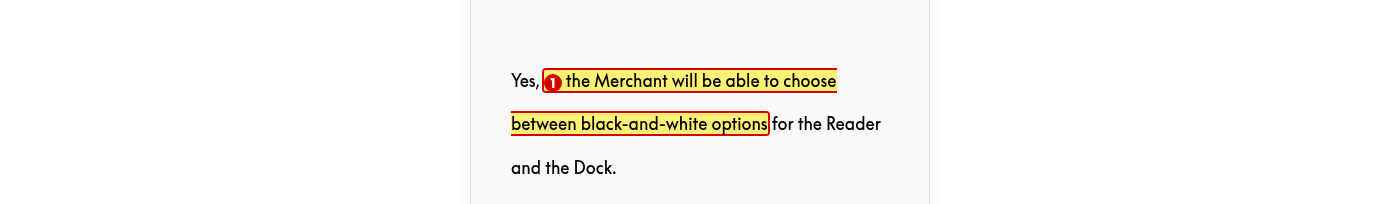 Yes, 1 the Merchant will be able to choose
between black-and-white options for the Reader
and the Dock.